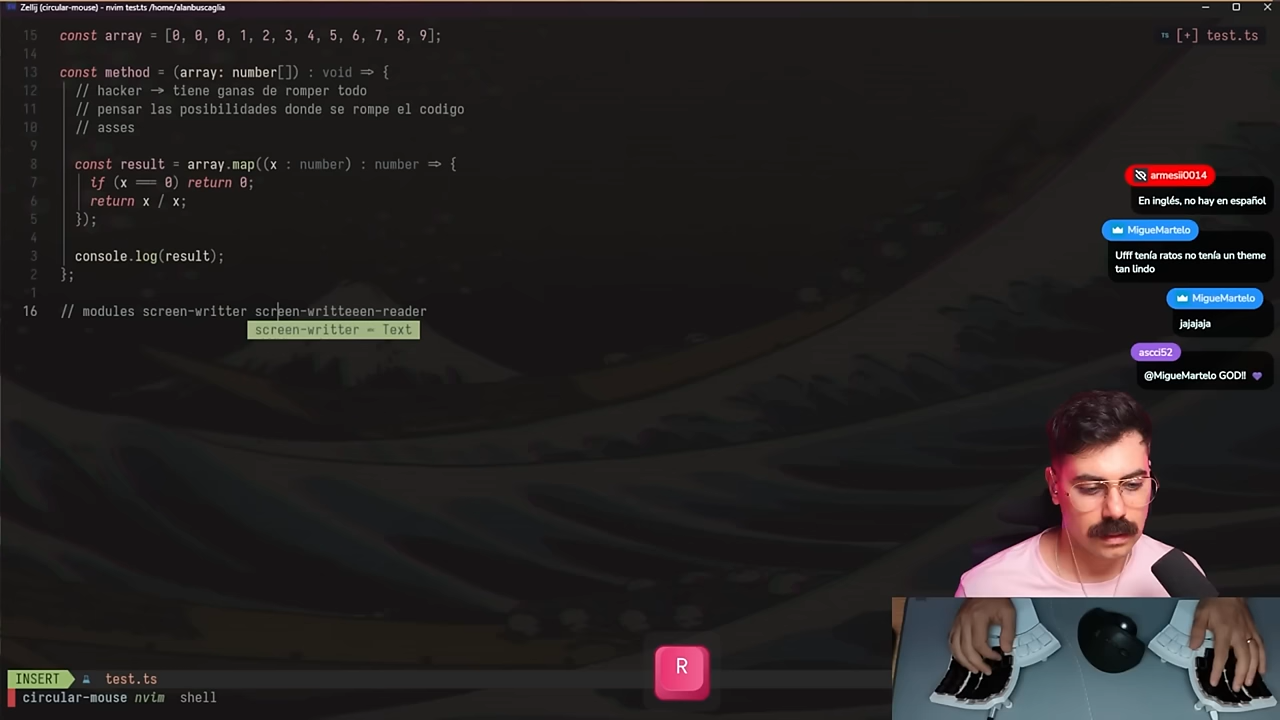 Zellij (circular-mouse) - nvim test.ts /home/alanbuscaglia
15 const array = [0, 0, 0, 1, 2, 3, 4, 5, 6, 7, 8, 9];
TS [+] test.ts
14
13 const method = (array: number[]) : void => {
12 // hacker -> tiene ganas de romper todo
11 // pensar las posibilidades donde se rompe el codigo
10 // asses
9
8 const result = array.map((x : number) : number => {
7 if (x === 0) return 0;
6 return x / x;
5 });
4
3 console.log(result);
2 };
1
16 // modules screen-writter screen-writteeen-reader
screen-writter = Text
armesii0014
En inglés, no hay en español
MigueMartelo
Ufff tenía ratos no tenía un theme
tan lindo
MigueMartelo
jajajaja
ascci52
@MigueMartelo GOD!!
R
INSERT test.ts
circular-mouse nvim shell